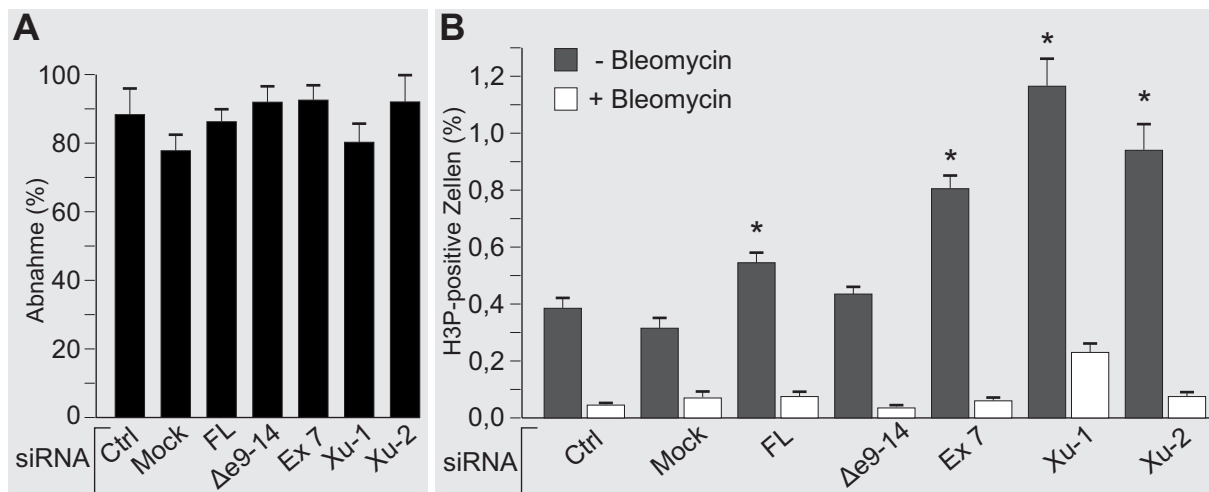 A
Abnahme (%)
100
80
60
40
20
0
siRNA
Ctrl
Mock
FL
Δe9-14
Ex 7
Xu-1
Xu-2
B
- Bleomycin
+ Bleomycin
H3P-positive Zellen (%)
1,2
1,0
0,8
0,6
0,4
0,2
0,0
*
*
*
*
siRNA
Ctrl
Mock
FL
Δe9-14
Ex 7
Xu-1
Xu-2